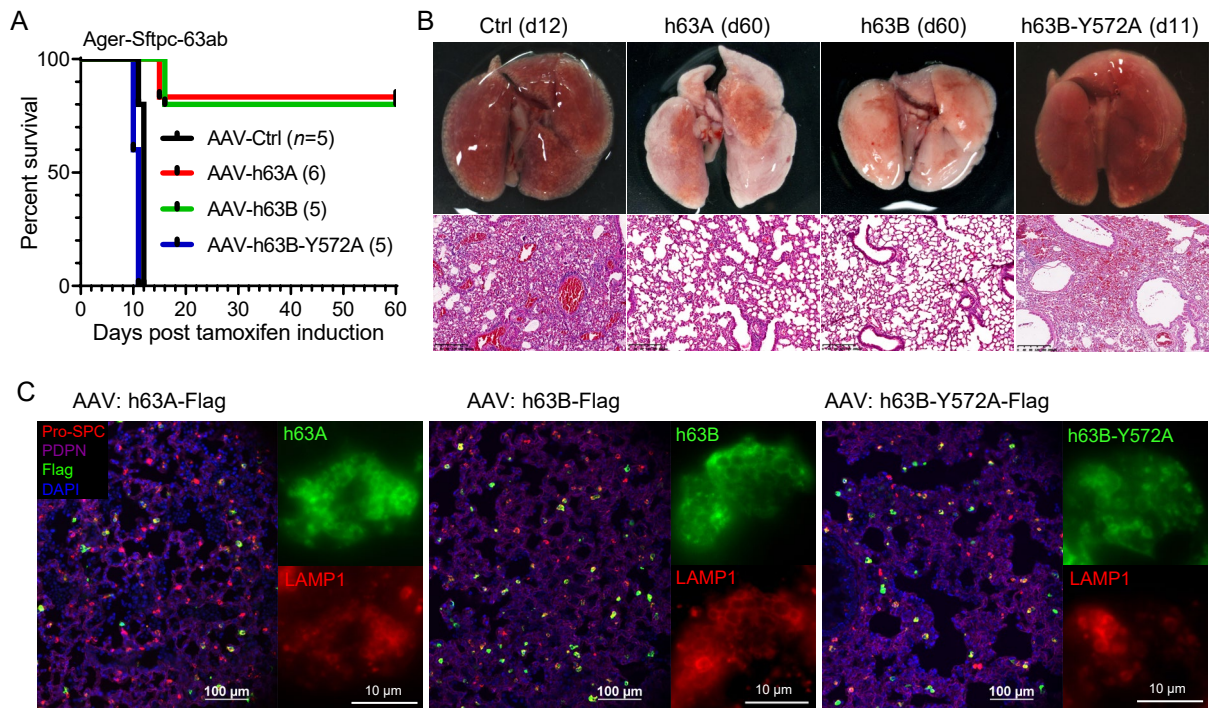 A
Ager-Sftpc-63ab
100
50
0
Percent survival
AAV-Ctrl (n=5)
AAV-h63A (6)
AAV-h63B (5)
AAV-h63B-Y572A (5)
0 10 20 30 40 50 60
Days post tamoxifen induction
B
Ctrl (d12) h63A (d60) h63B (d60) h63B-Y572A (d11)
C
AAV: h63A-Flag AAV: h63B-Flag AAV: h63B-Y572A-Flag
Pro-SPC
PDPN
Flag
DAPI
h63A
LAMP1
100 µm
10 µm
h63B
LAMP1
100 µm
10 µm
h63B-Y572A
LAMP1
100 µm
10 µm